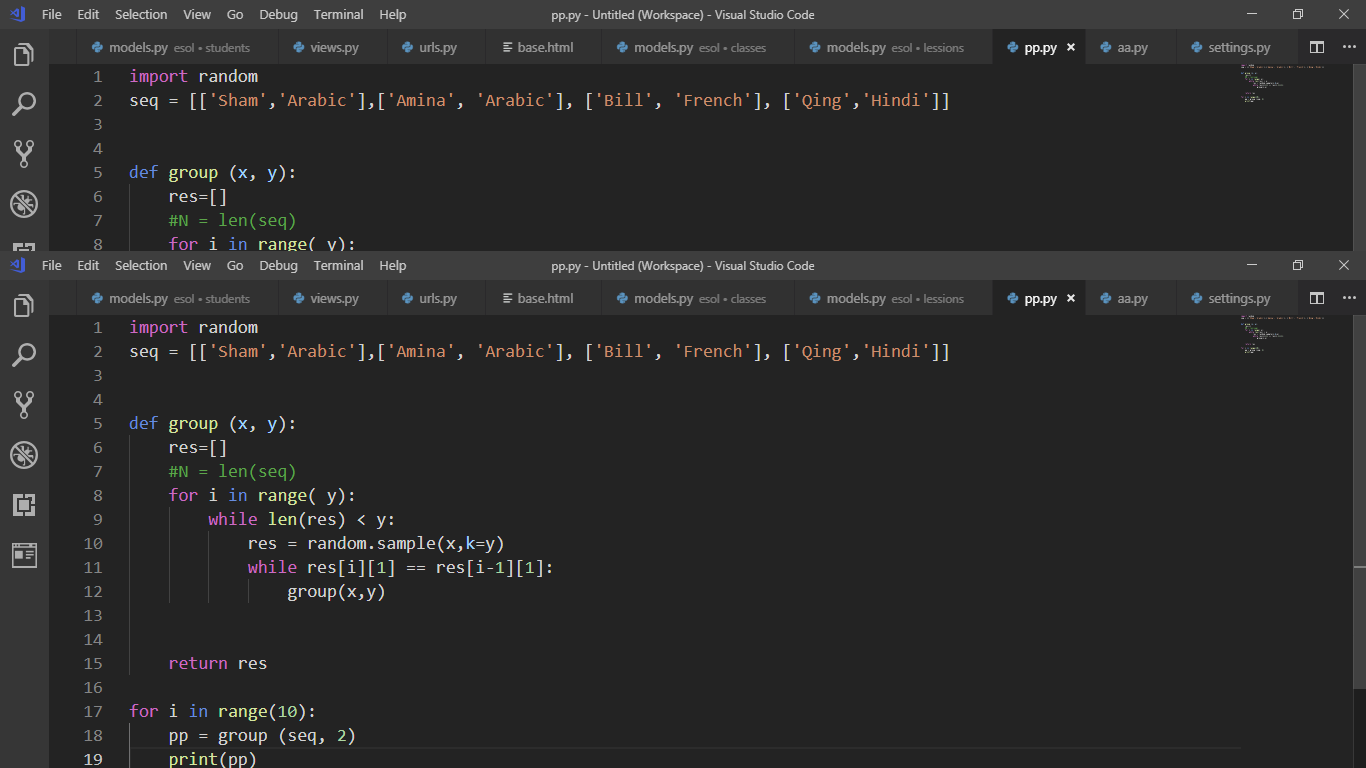 File Edit Selection View Go Debug Terminal Help pp.py - Untitled (Workspace) - Visual Studio Code
models.py esol • students views.py urls.py base.html models.py esol • classes models.py esol • lessions pp.py × aa.py settings.py
1 import random
2 seq = [['Sham','Arabic'],['Amina', 'Arabic'], ['Bill', 'French'], ['Qing','Hindi']]
3
4
5 def group (x, y):
6 res=[]
7 #N = len(seq)
8 for i in range( y):
File Edit Selection View Go Debug Terminal Help pp.py - Untitled (Workspace) - Visual Studio Code
models.py esol • students views.py urls.py base.html models.py esol • classes models.py esol • lessions pp.py × aa.py settings.py
1 import random
2 seq = [['Sham','Arabic'],['Amina', 'Arabic'], ['Bill', 'French'], ['Qing','Hindi']]
3
4
5 def group (x, y):
6 res=[]
7 #N = len(seq)
8 for i in range( y):
9 while len(res) < y:
10 res = random.sample(x,k=y)
11 while res[i][1] == res[i-1][1]:
12 group(x,y)
13
14
15 return res
16
17 for i in range(10):
18 pp = group (seq, 2)
19 print(pp)